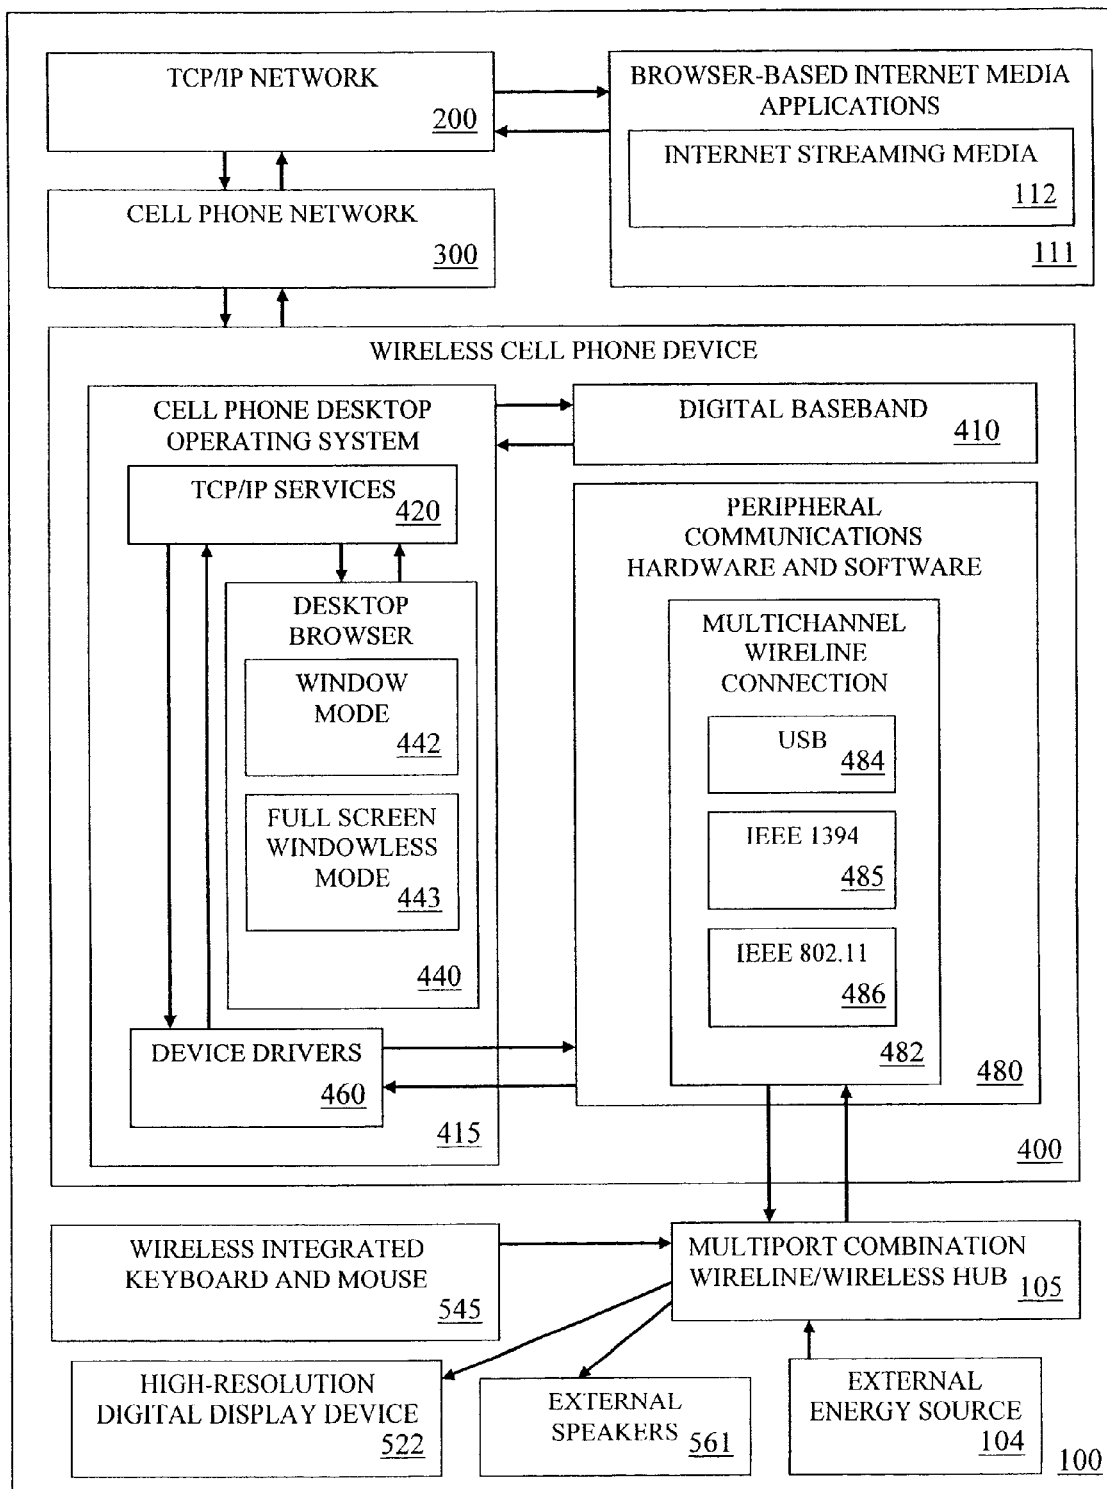 TCP/IP NETWORK
200
BROWSER-BASED INTERNET MEDIA
APPLICATIONS
INTERNET STREAMING MEDIA
112
111
CELL PHONE NETWORK
300
WIRELESS CELL PHONE DEVICE
CELL PHONE DESKTOP
OPERATING SYSTEM
DIGITAL BASEBAND
410
TCP/IP SERVICES
420
DESKTOP
BROWSER
WINDOW
MODE
442
FULL SCREEN
WINDOWLESS
MODE
443
440
DEVICE DRIVERS
460
415
PERIPHERAL
COMMUNICATIONS
HARDWARE AND SOFTWARE
MULTICHANNEL
WIRELINE
CONNECTION
USB
484
IEEE 1394
485
IEEE 802.11
486
482
480
400
WIRELESS INTEGRATED
KEYBOARD AND MOUSE
545
MULTIPORT COMBINATION
WIRELINE/WIRELESS HUB
105
HIGH-RESOLUTION
DIGITAL DISPLAY DEVICE
522
EXTERNAL
SPEAKERS
561
EXTERNAL
ENERGY SOURCE
104
100